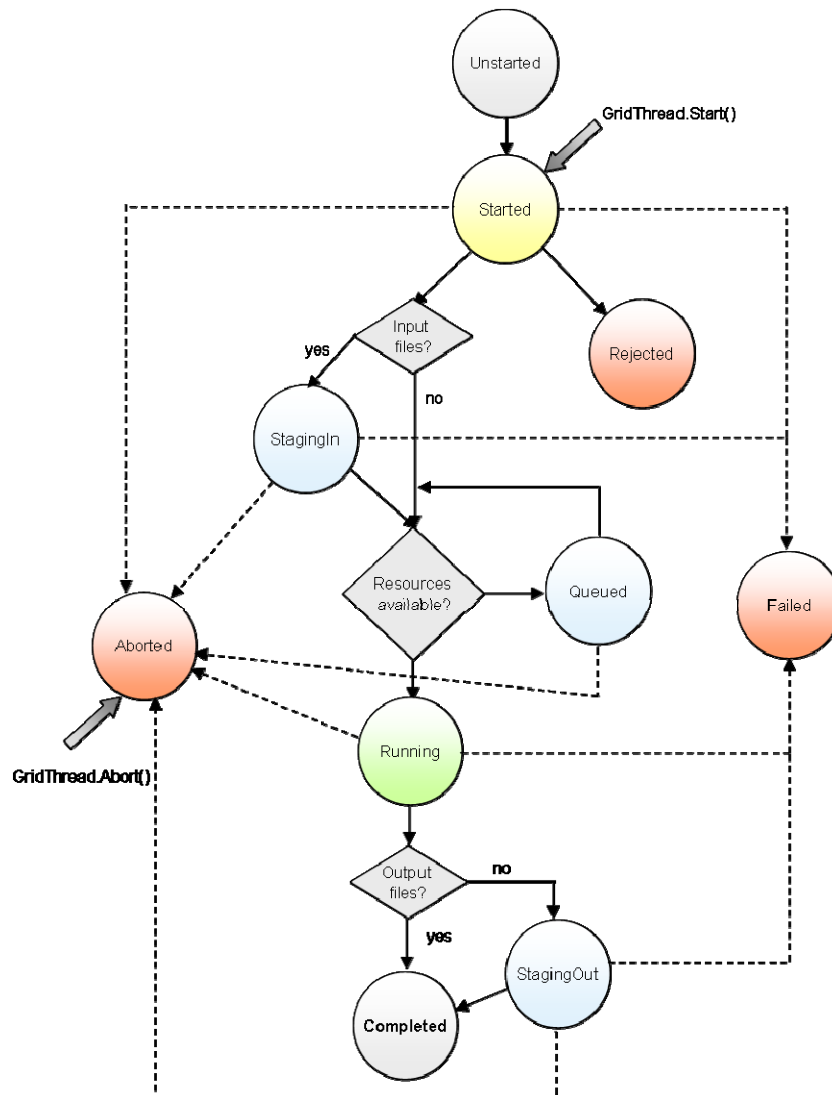 Unstarted
GridThread.Start()
Started
Input
files?
Rejected
yes
no
StagingIn
Resources
available?
Queued
Failed
Aborted
GridThread.Abort()
Running
Output
files?
no
yes
StagingOut
Completed